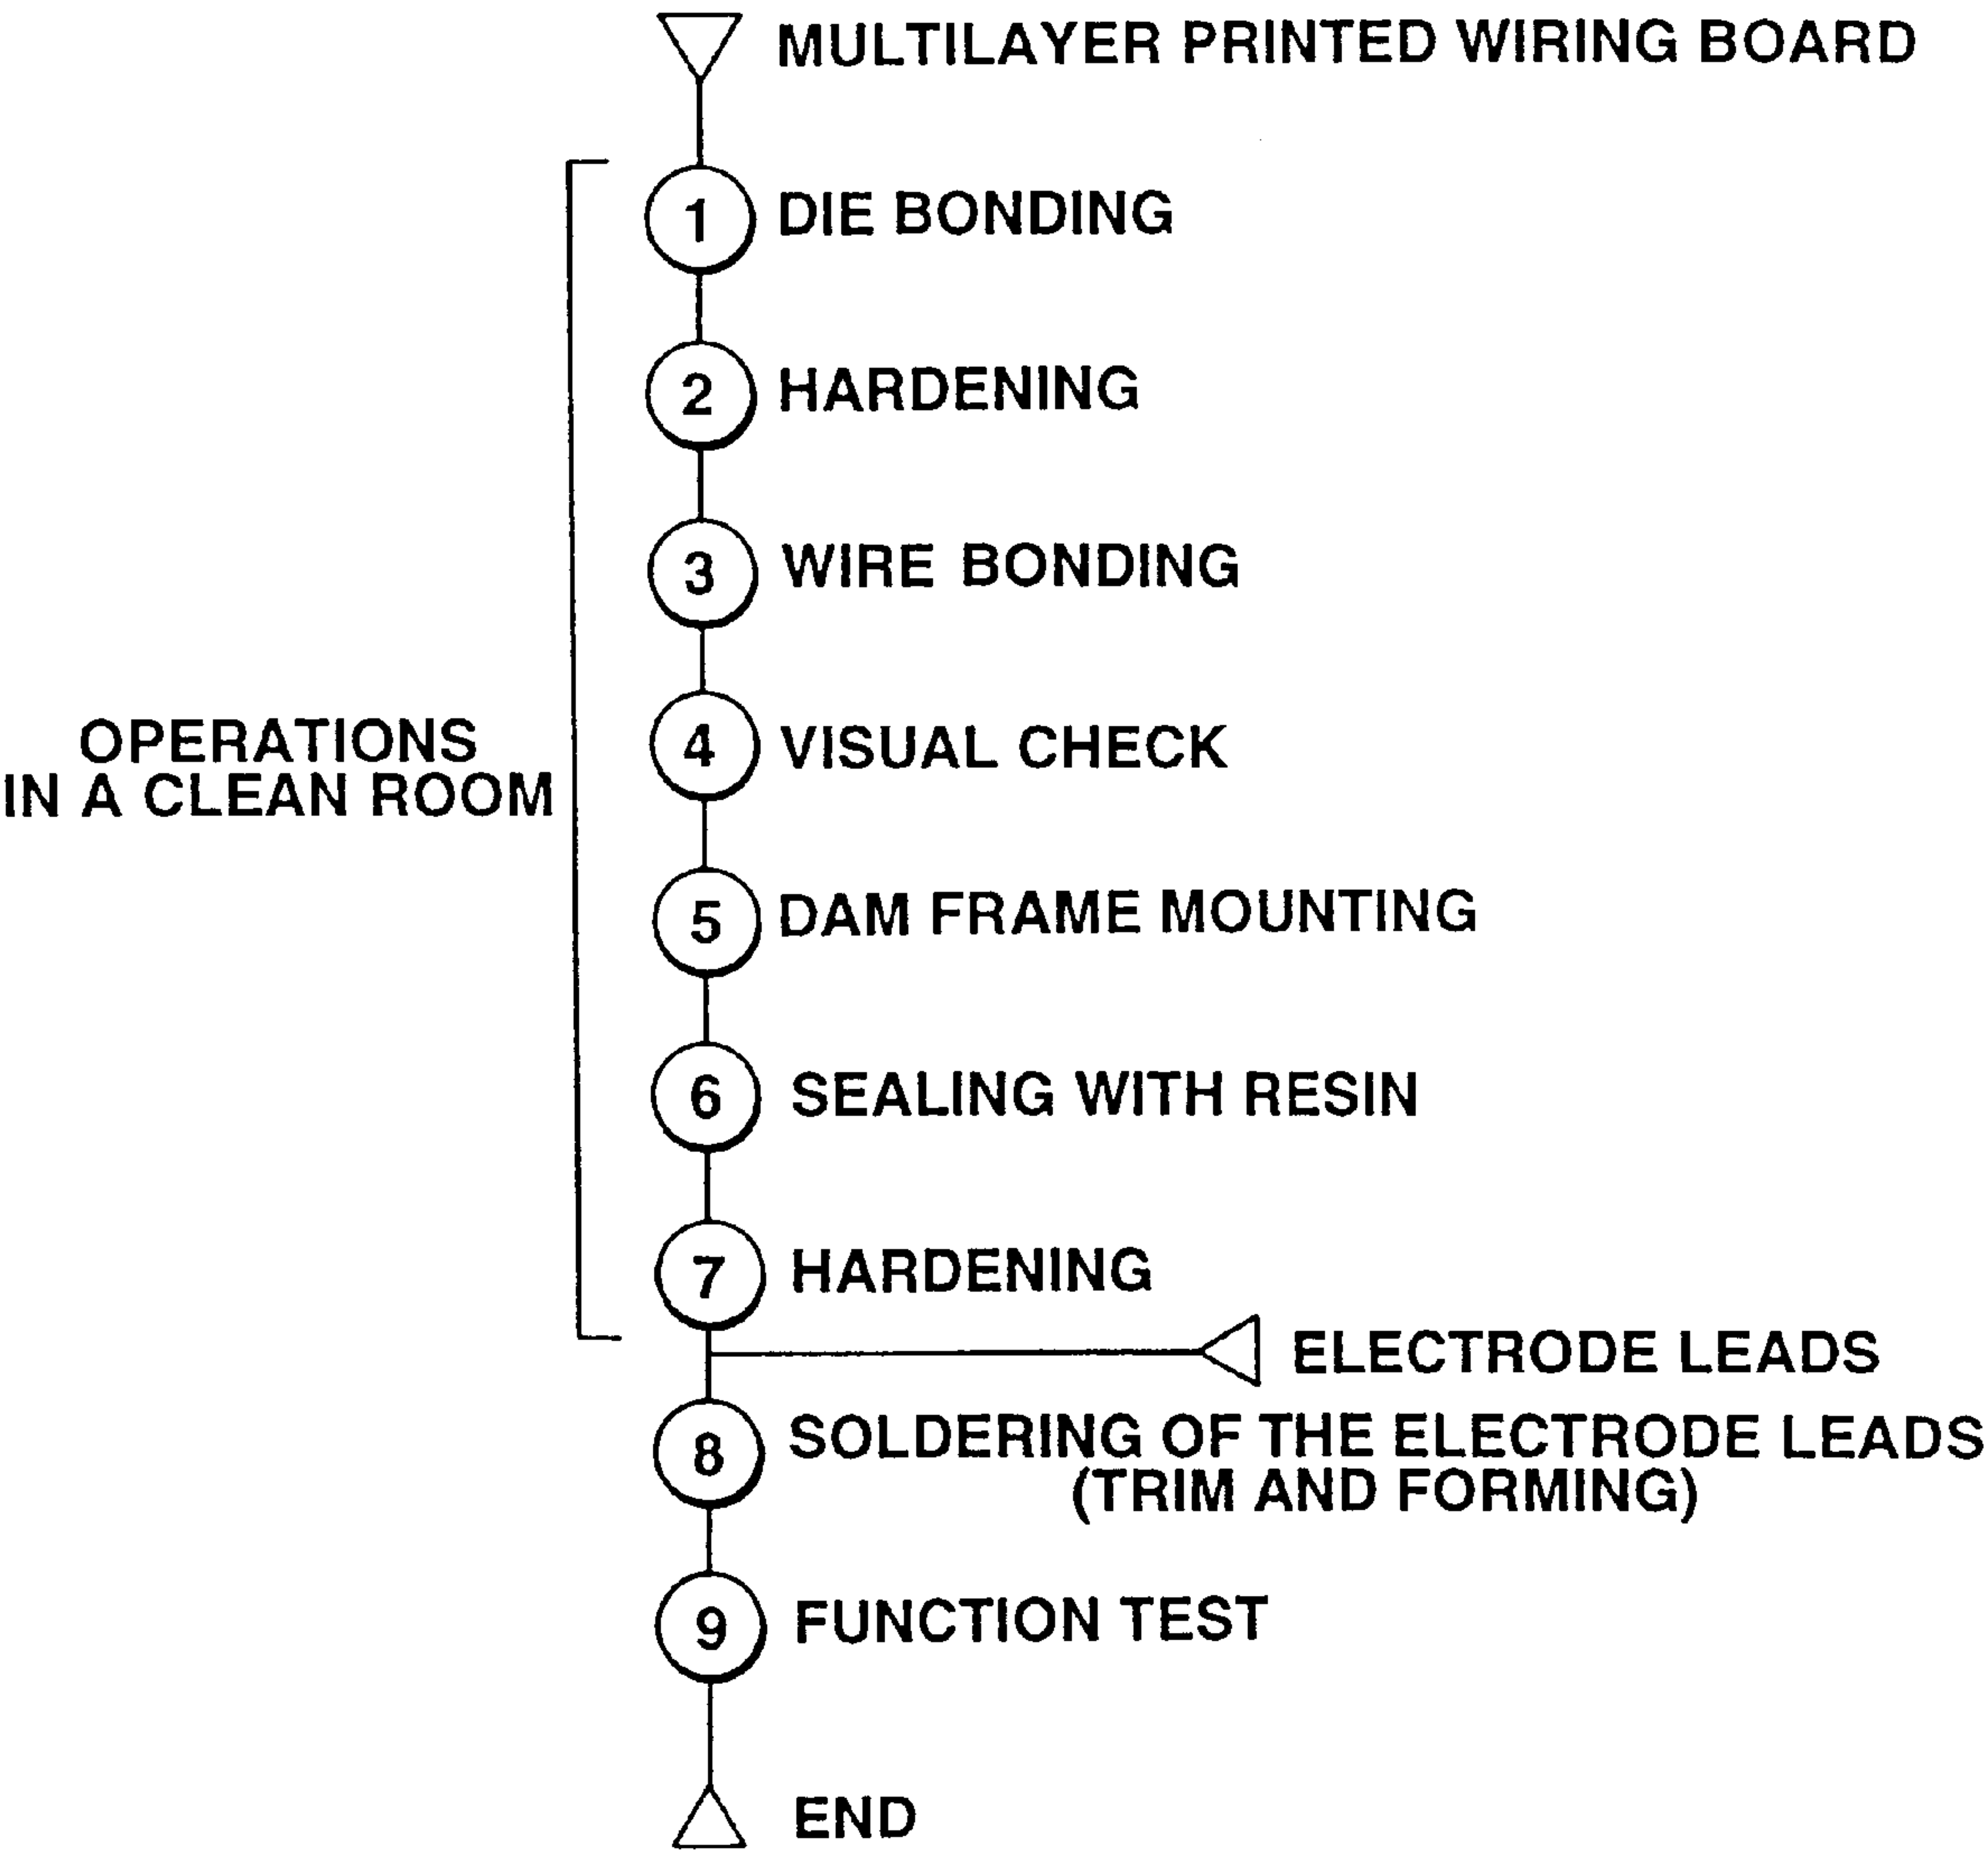 MULTILAYER PRINTED WIRING BOARD
1 DIE BONDING
2 HARDENING
3 WIRE BONDING
4 VISUAL CHECK
OPERATIONS
IN A CLEAN ROOM
5 DAM FRAME MOUNTING
6 SEALING WITH RESIN
7 HARDENING
ELECTRODE LEADS
8 SOLDERING OF THE ELECTRODE LEADS
(TRIM AND FORMING)
9 FUNCTION TEST
END